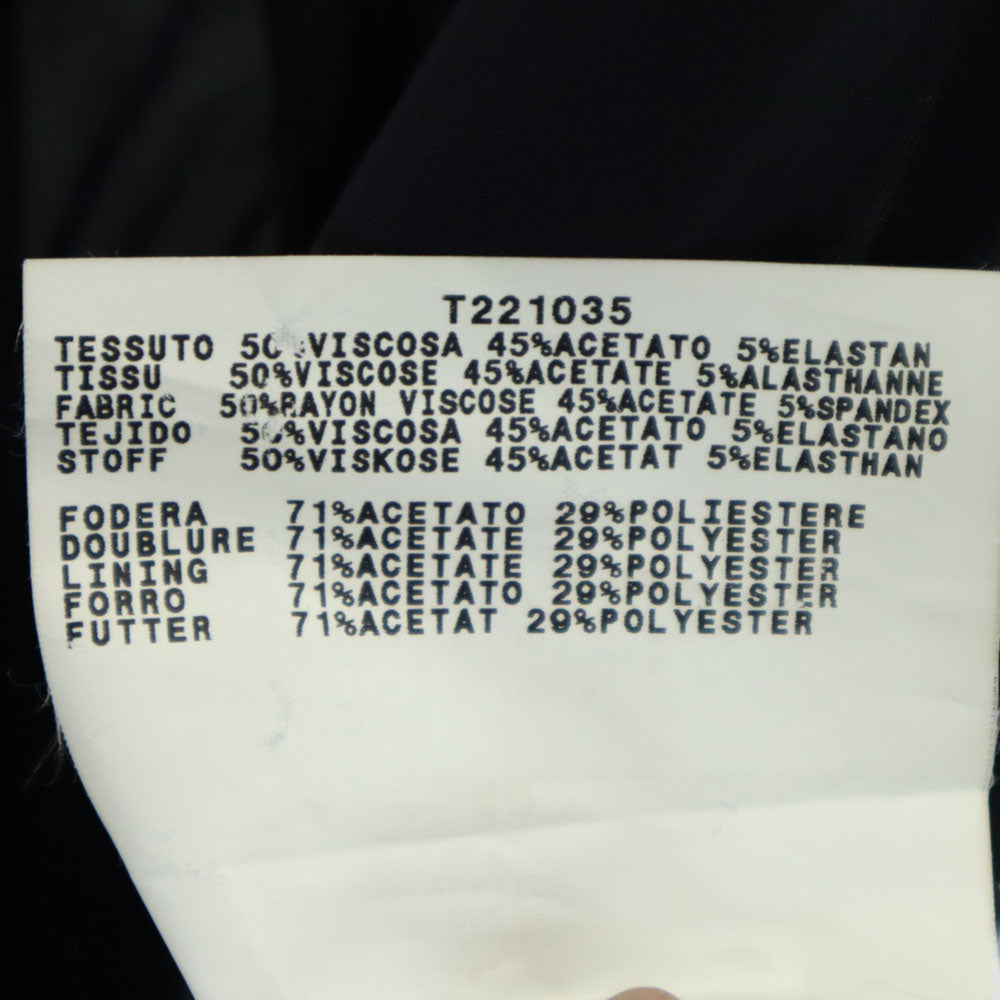 T221035
TESSUTO 50%VISCOSA 45%ACETATO 5%ELASTAN
TISSU 50%VISCOSE 45%ACETATE 5%ALASTHANNE
FABRIC 50%RAYON VISCOSE 45%ACETATE 5%SPANDEX
TEJIDO 50%VISCOSA 45%ACETATO 5%ELASTANO
STOFF 50%VISKOSE 45%ACETAT 5%ELASTHAN
FODERA 71%ACETATO 29%POLIESTERE
DOUBLURE 71%ACETATE 29%POLYESTER
LINING 71%ACETATE 29%POLYESTER
FORRO 71%ACETATO 29%POLYESTER
FUTTER 71%ACETAT 29%POLYESTER